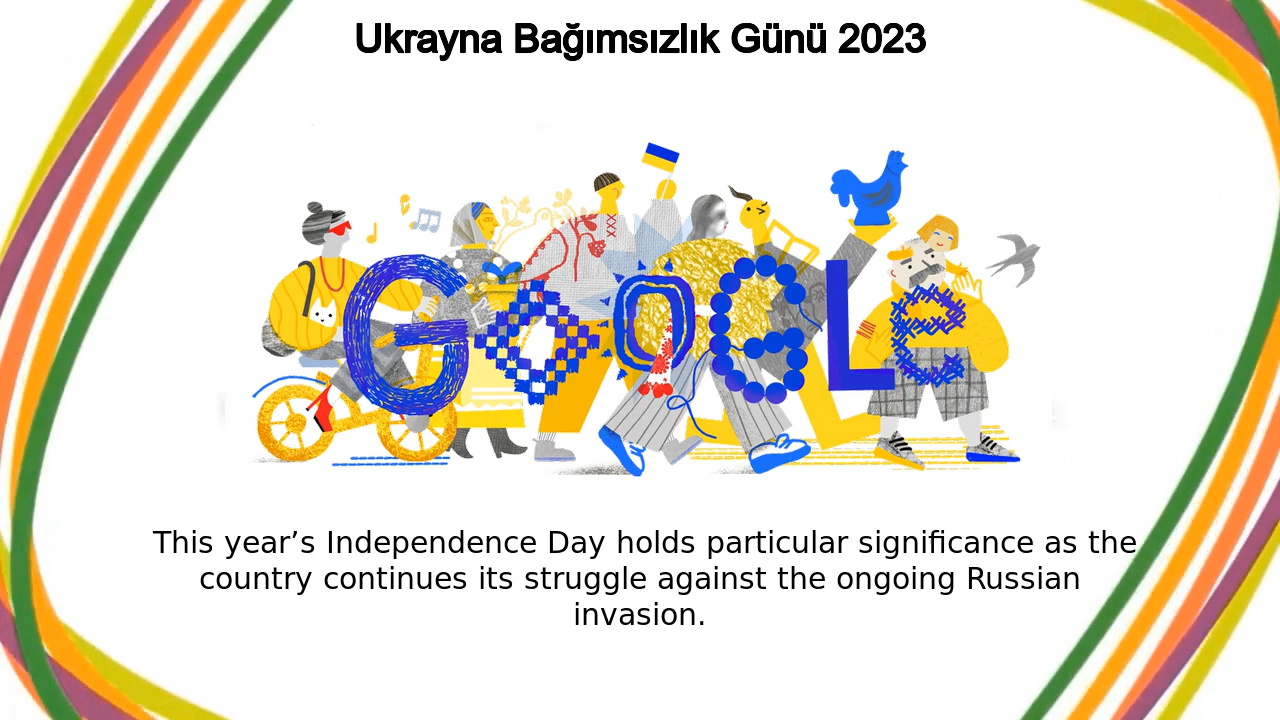 Ukrayna Bağımsızlık Günü 2023
GOOGLE
This year’s Independence Day holds particular significance as the
country continues its struggle against the ongoing Russian
invasion.